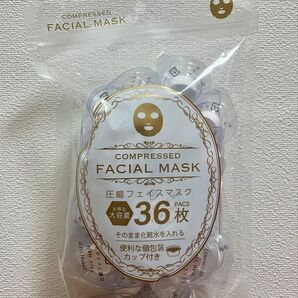 COMPRESSED
FACIAL MASK
COMPRESSED
FACIAL MASK
圧縮フェイスマスク
お得な
大容量
36
PACS
枚
そのまま化粧水を入れる
便利な個包装
カップ付き